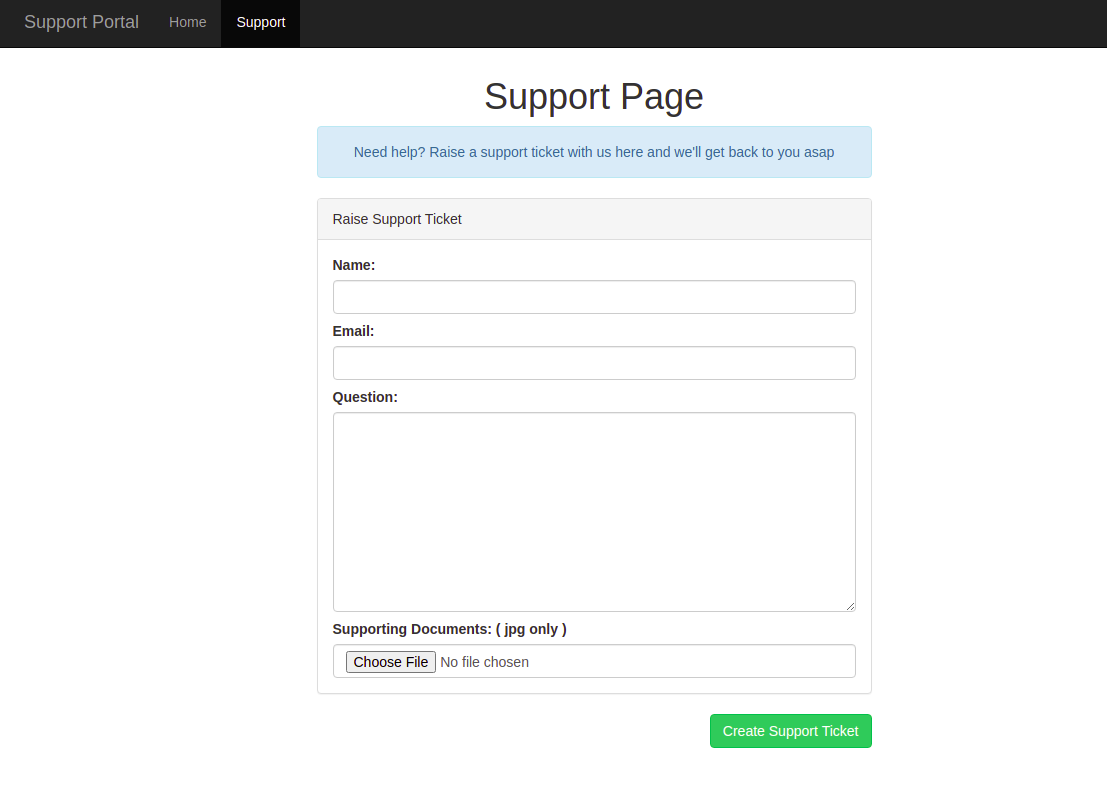 Support Portal Home Support
Support Page
Need help? Raise a support ticket with us here and we'll get back to you asap
Raise Support Ticket
Name:
Email:
Question:
Supporting Documents: ( jpg only )
Choose File No file chosen
Create Support Ticket